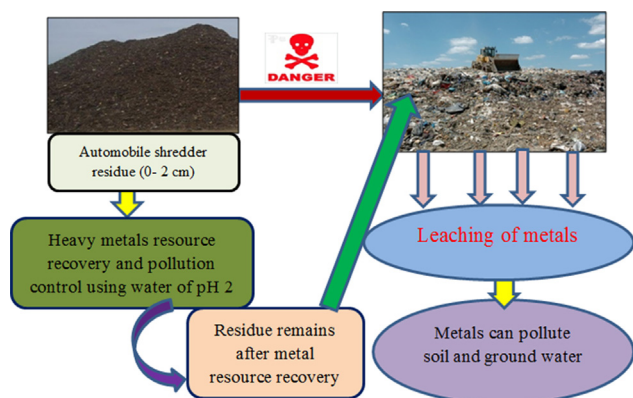 DANGER
Automobile shredder
residue (0- 2 cm)
Heavy metals resource
recovery and pollution
control using water of pH 2
Residue remains
after metal
resource recovery
Leaching of metals
Metals can pollute
soil and ground water